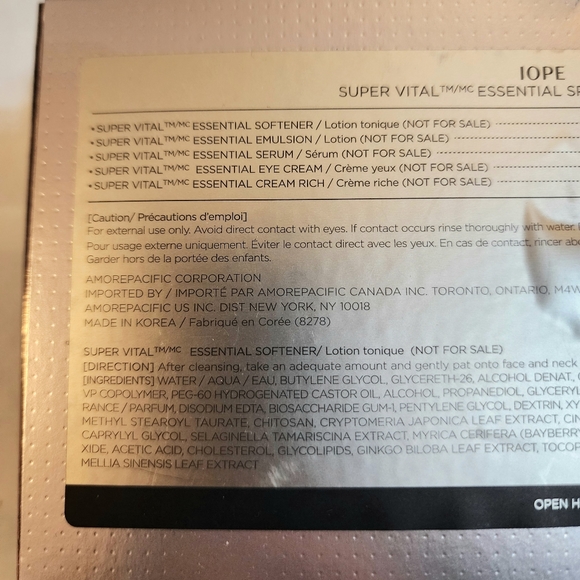 IOPE
SUPER VITAL™/MC ESSENTIAL
• SUPER VITAL™/MC ESSENTIAL SOFTENER / Lotion tonique (NOT FOR SALE)
• SUPER VITAL™/MC ESSENTIAL EMULSION / Lotion (NOT FOR SALE)
• SUPER VITAL™/MC ESSENTIAL SERUM / Sérum (NOT FOR SALE)
• SUPER VITAL™/MC ESSENTIAL EYE CREAM / Crème yeux (NOT FOR SALE)
• SUPER VITAL™/MC ESSENTIAL CREAM RICH / Crème riche (NOT FOR SALE)
[Caution/ Précautions d'emploi]
For external use only. Avoid direct contact with eyes. If contact occurs rinse thoroughly with water.
Pour usage externe uniquement. Éviter le contact direct avec les yeux. En cas de contact, rincer
Garder hors de la portée des enfants.
AMOREPACIFIC CORPORATION
IMPORTED BY / IMPORTÉ PAR AMOREPACIFIC CANADA INC. TORONTO, ONTARIO, M4W
AMOREPACIFIC US INC. DIST NEW YORK, NY 10018
MADE IN KOREA / Fabriqué en Corée (8278)
SUPER VITAL™/MC ESSENTIAL SOFTENER/ Lotion tonique (NOT FOR SALE)
[DIRECTION] After cleansing, take an adequate amount and gently pat onto face and neck
[INGREDIENTS] WATER / AQUA / EAU, BUTYLENE GLYCOL, GLYCERETH-26, ALCOHOL DENAT.,
VP COPOLYMER, PEG-60 HYDROGENATED CASTOR OIL, ALCOHOL, PROPANEDIOL, GLYCERYL
RANCE / PARFUM, DISODIUM EDTA, BIOSACCHARIDE GUM-1, PENTYLENE GLYCOL, DEXTRIN, XY
METHYL STEAROYL TAURATE, CHITOSAN, CRYPTOMERIA JAPONICA LEAF EXTRACT, CIN
CAPRYLYL GLYCOL, SELAGINELLA TAMARISCINA EXTRACT, MYRICA CERIFERA (BAYBERRY
XIDE, ACETIC ACID, CHOLESTEROL, GLYCOLIPIDS, GINKGO BILOBA LEAF EXTRACT, TOCOP
MELLIA SINENSIS LEAF EXTRACT
OPEN